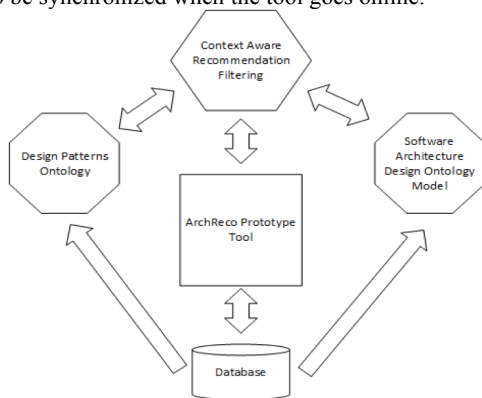 to be synchronized when the tool goes online.
Context Aware
Recommendation
Filtering
Design Patterns
Ontology
Software
Architecture
Design Ontology
Model
ArchReco Prototype
Tool
Database